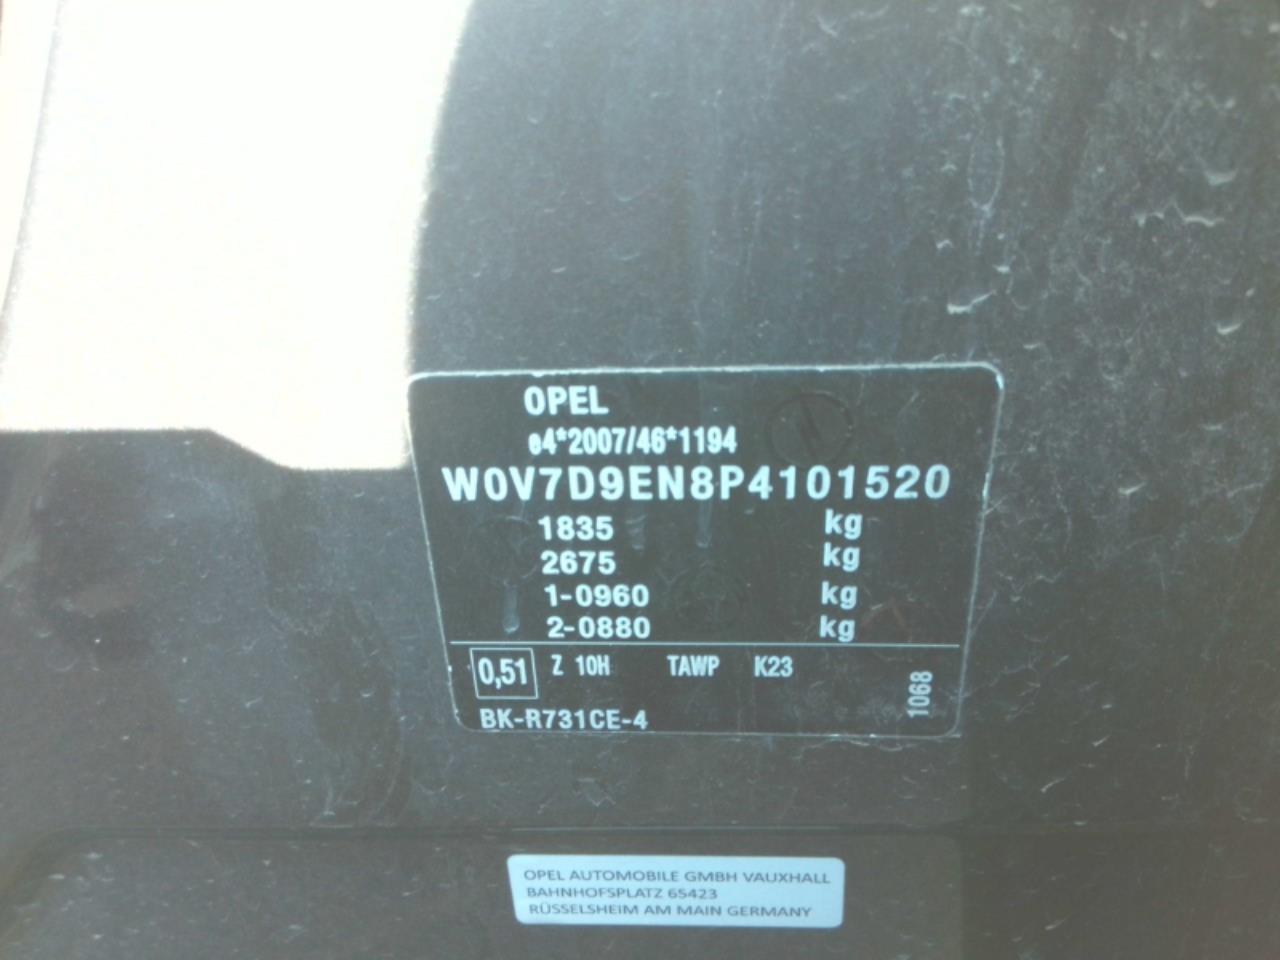 OPEL
e4*2007/46*1194
W0V7D9EN8P4101520
1835 kg
2675 kg
1-0960 kg
2-0880 kg
0,51 Z 10H TAWP K23
1068
BK-R731CE-4
OPEL AUTOMOBILE GMBH VAUXHALL
BAHNHOFSPLATZ 65423
RÜSSELSHEIM AM MAIN GERMANY